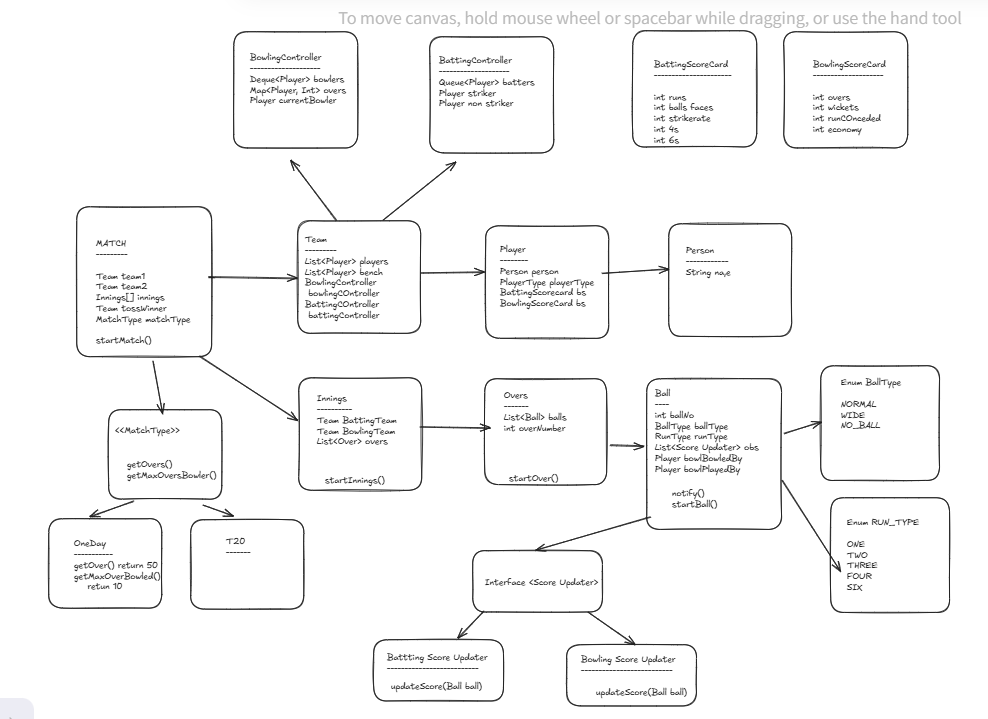 To move canvas, hold mouse wheel or spacebar while dragging, or use the hand tool
BowlingController
--------------------
Deque<Player> bowlers
Map<Player, Int> overs
Player currentBowler
BattingController
--------------------
Queue<Player> batters
Player striker
Player non striker
BattingScoreCard
----------------------
int runs
int balls faces
int strikerate
int 4s
int 6s
BowlingScoreCard
--------------------
int overs
int wickets
int runCOnceded
int economy
MATCH
---------
Team team1
Team team2
Innings[] innings
Team tossWinner
MatchType matchType
startMatch()
Team
---------
List<Player> players
List<Player> bench
BowlingController
bowlingCOntroller
BattingCOntroller
battingController
Player
--------
Person person
PlayerType playerType
BattingScorecard bs
BowlingScoreCard bs
Person
------------
String na,e
<<MatchType>>
getOvers()
getMaxOversBowler()
Innings
----------
Team BattingTeam
Team BowlingTeam
List<Over> overs
startInnings()
Overs
-------
List<Ball> balls
int overNumber
startOver()
Ball
----
int ballNo
BallType ballType
RunType runType
List<Score Updater> obs
Player bowlBowledBy
Player bowlPlayedBy
notify()
startBall()
Enum BallType
NORMAL
WIDE
NO_BALL
Enum RUN_TYPE
ONE
TWO
THREE
FOUR
SIX
OneDay
-----------
getOver() return 50
getMaxOverBowled()
retun 10
T20
-------
Interface <Score Updater>
Battting Score Updater
--------------------------
updateScore(Ball ball)
Bowling Score Updater
--------------------------
updateScore(Ball ball)